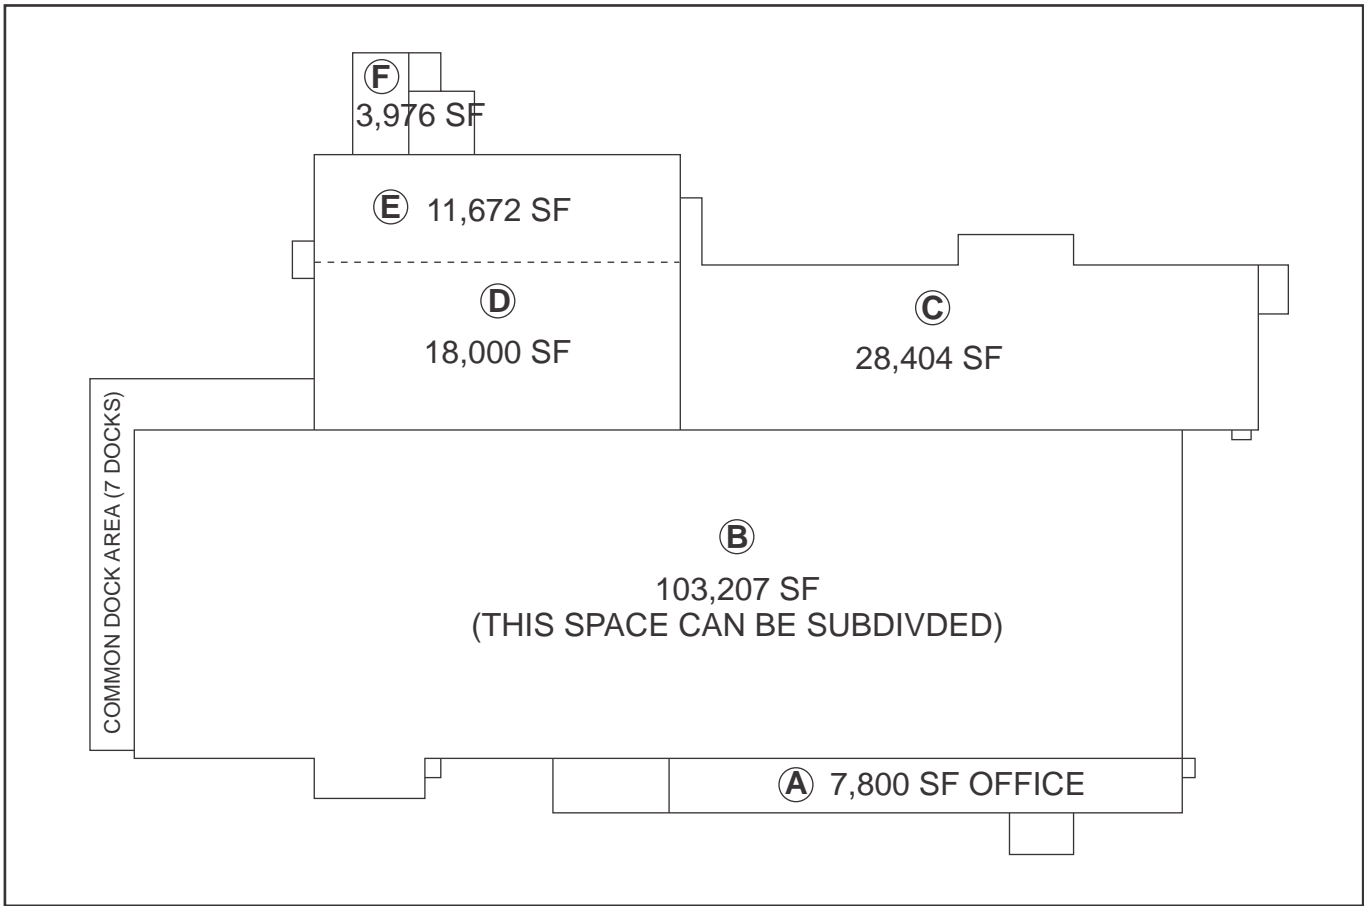 F
3,976 SF
E 11,672 SF
D
18,000 SF
C
28,404 SF
COMMON DOCK AREA (7 DOCKS)
B
103,207 SF
(THIS SPACE CAN BE SUBDIVDED)
A 7,800 SF OFFICE